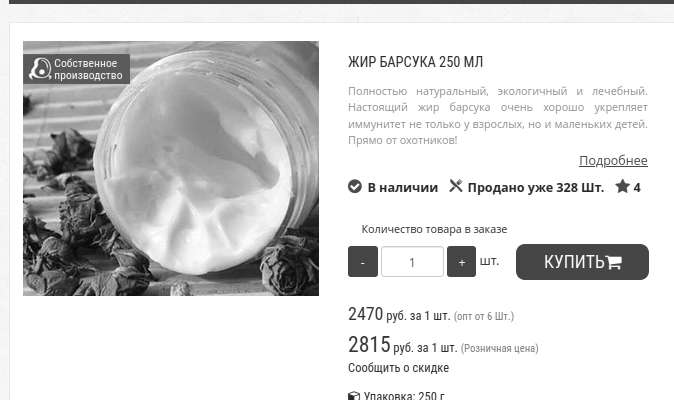 Собственное
производство
ЖИР БАРСУКА 250 МЛ
Полностью натуральный, экологичный и лечебный.
Настоящий жир барсука очень хорошо укрепляет
иммунитет не только у взрослых, но и маленьких детей.
Прямо от охотников!
Подробнее
В наличии Продано уже 328 Шт. 4
Количество товара в заказе
- 1 + шт. КУПИТЬ
2470 руб. за 1 шт. (опт от 6 Шт.)
2815 руб. за 1 шт. (Розничная цена)
Сообщить о скидке
Упаковка: 250 г